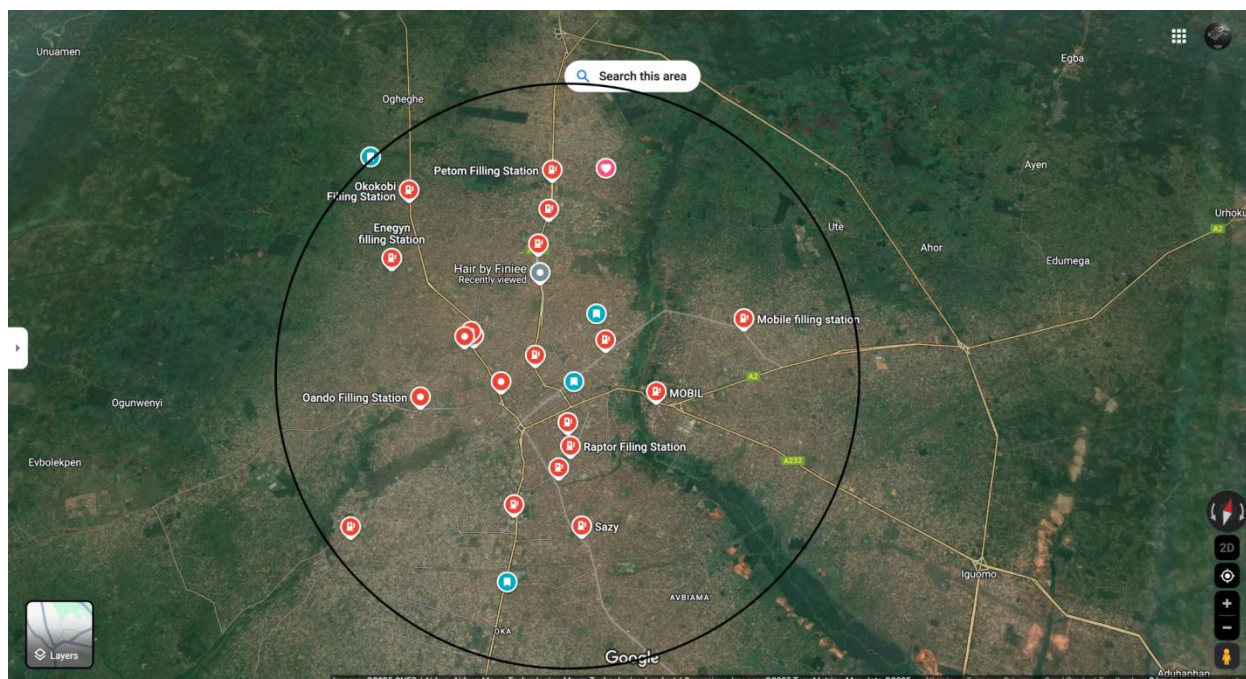 Unuamen
Search this area
Egba
Ogheghe
Petom Filling Station
Ayen
Okokobi
Filling Station
Urhoku
A2
Enegyn
filling Station
Ute
Ahor
Edumega
Hair by Finiee
Recently viewed
Mobile filling station
A2
MOBIL
Oando Filling Station
Ogunwenyi
Raptor Filing Station
Evbolekpen
A232
Sazy
2D
Iguomo
AVBIAMA
OKA
Layers
Google
Aduhanhan